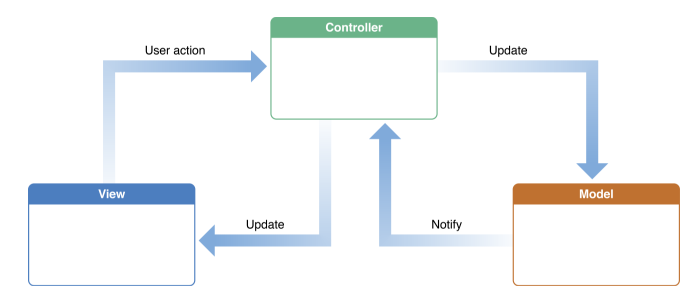 Controller
User action
Update
View
Model
Update
Notify